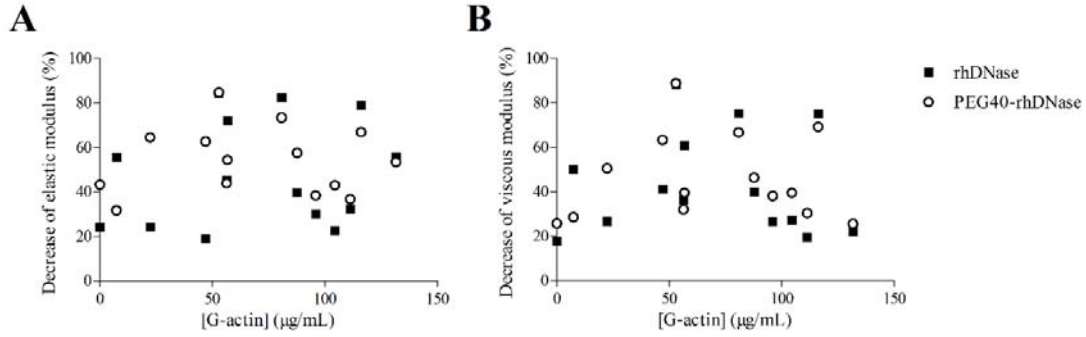 A
Decrease of elastic modulus (%)
100
80
60
40
20
0
0
50
100
150
[G-actin] (µg/mL)
B
Decrease of viscous modulus (%)
100
80
60
40
20
0
0
50
100
150
[G-actin] (µg/mL)
rhDNase
PEG40-rhDNase